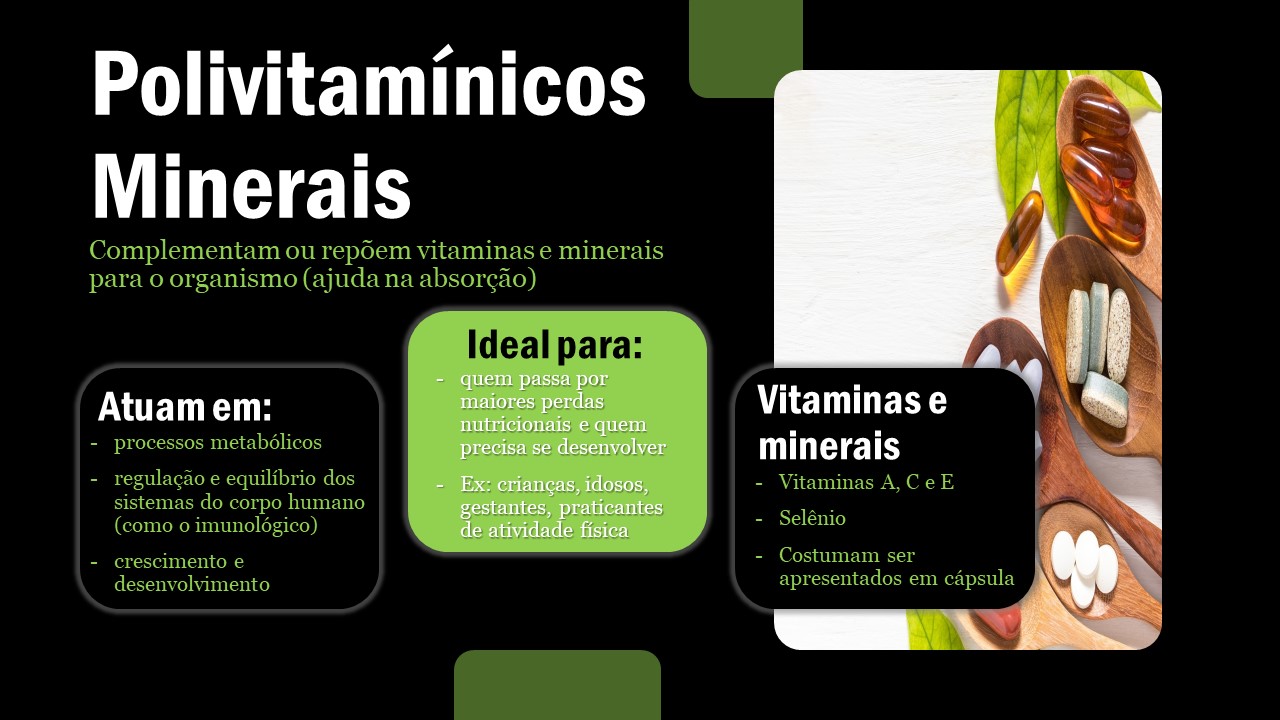 Polivitamínicos
Minerais
Complementam ou repõem vitaminas e minerais
para o organismo (ajuda na absorção)
Atuam em:
- processos metabólicos
- regulação e equilíbrio dos
sistemas do corpo humano
(como o imunológico)
- crescimento e
desenvolvimento
Ideal para:
- quem passa por
maiores perdas
nutricionais e quem
precisa se desenvolver
- Ex: crianças, idosos,
gestantes, praticantes
de atividade física
Vitaminas e
minerais
- Vitaminas A, C e E
- Selênio
- Costumam ser
apresentados em cápsula